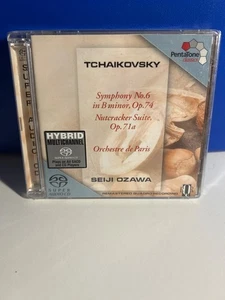 PentaTone
classics
TCHAIKOVSKY
Symphony No.6
in B minor, Op.74
Nutcracker Suite,
Op.71a
Orchestre de Paris
HYBRID
MULTICHANNEL
SEIJI OZAWA
SUPER AUDIO CD